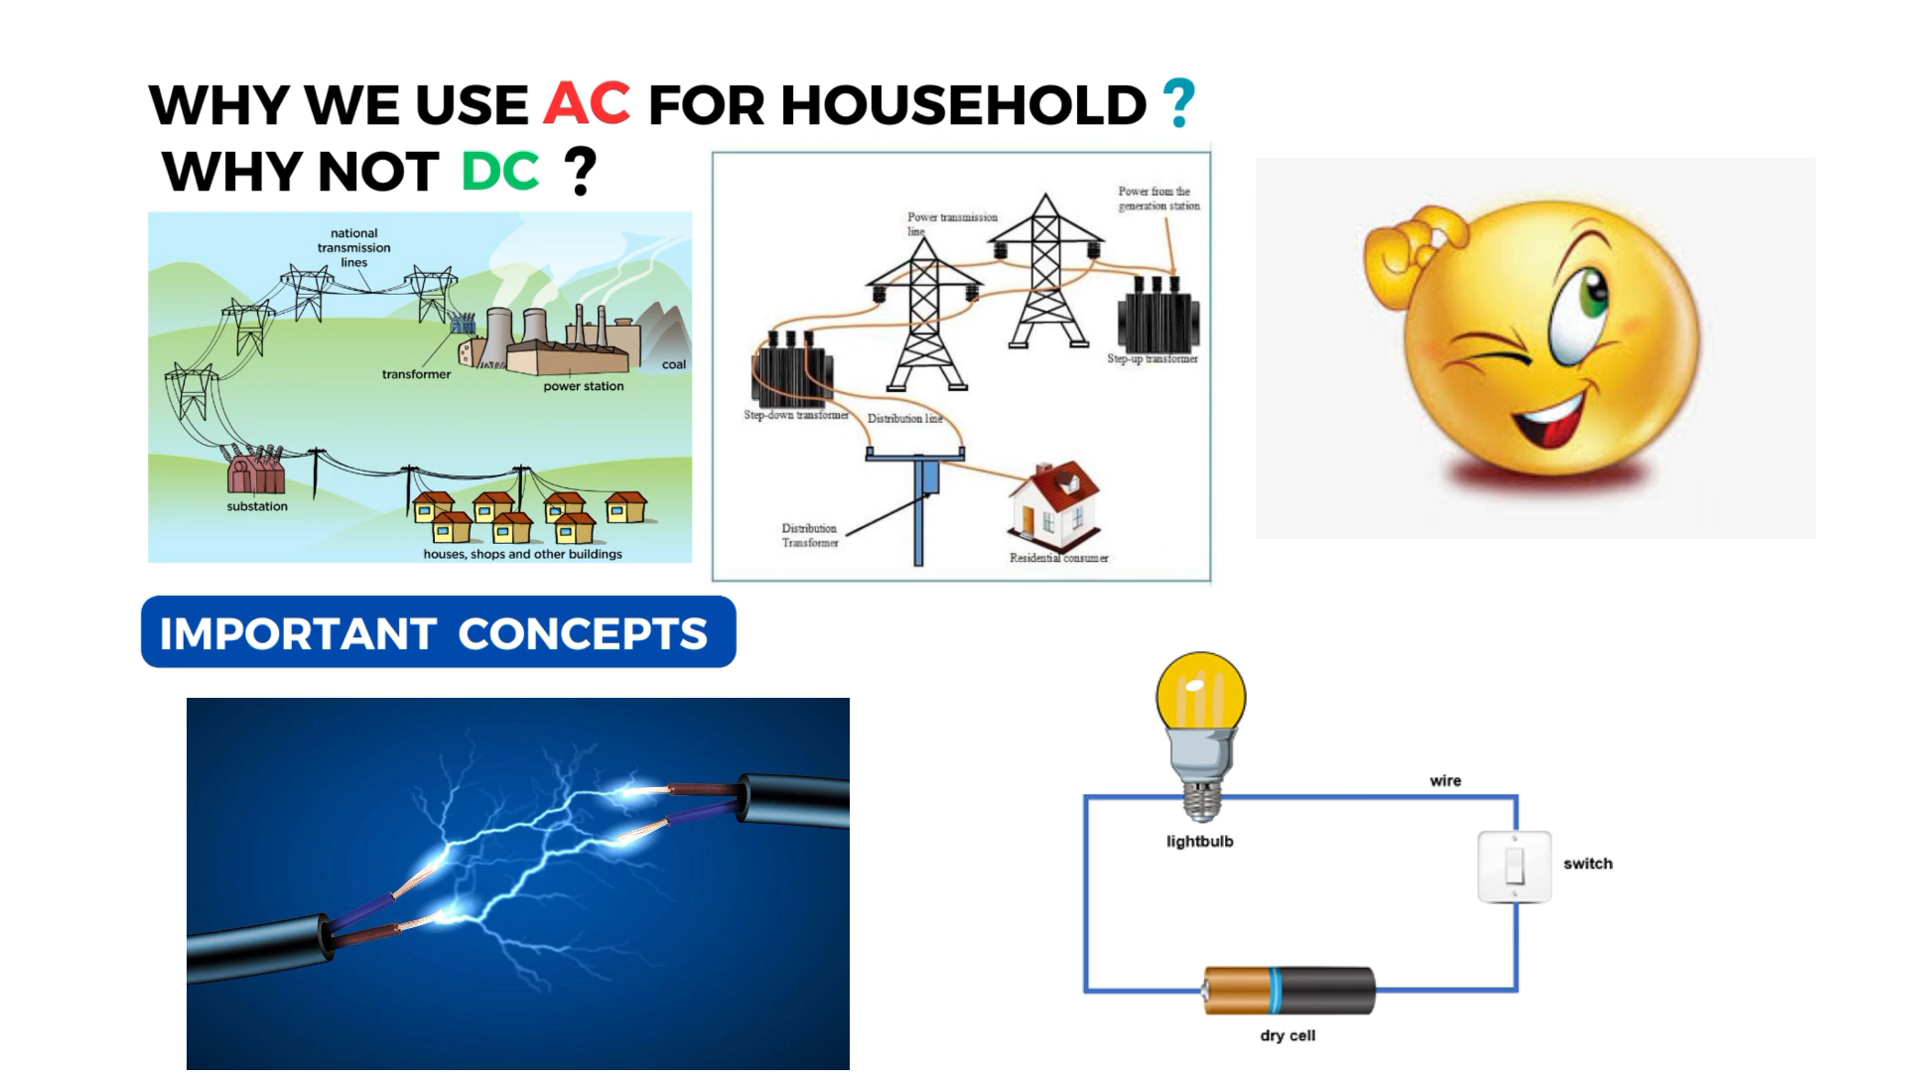 WHY WE USE AC FOR HOUSEHOLD ?
WHY NOT DC ?
national
transmission
lines
transformer
power station
coal
substation
houses, shops and other buildings
Power transmission
line
Power from the
generation station
Step-up transformer
Step-down transformer
Distribution line
Distribution
Transformer
Residential consumer
IMPORTANT CONCEPTS
lightbulb
wire
switch
dry cell